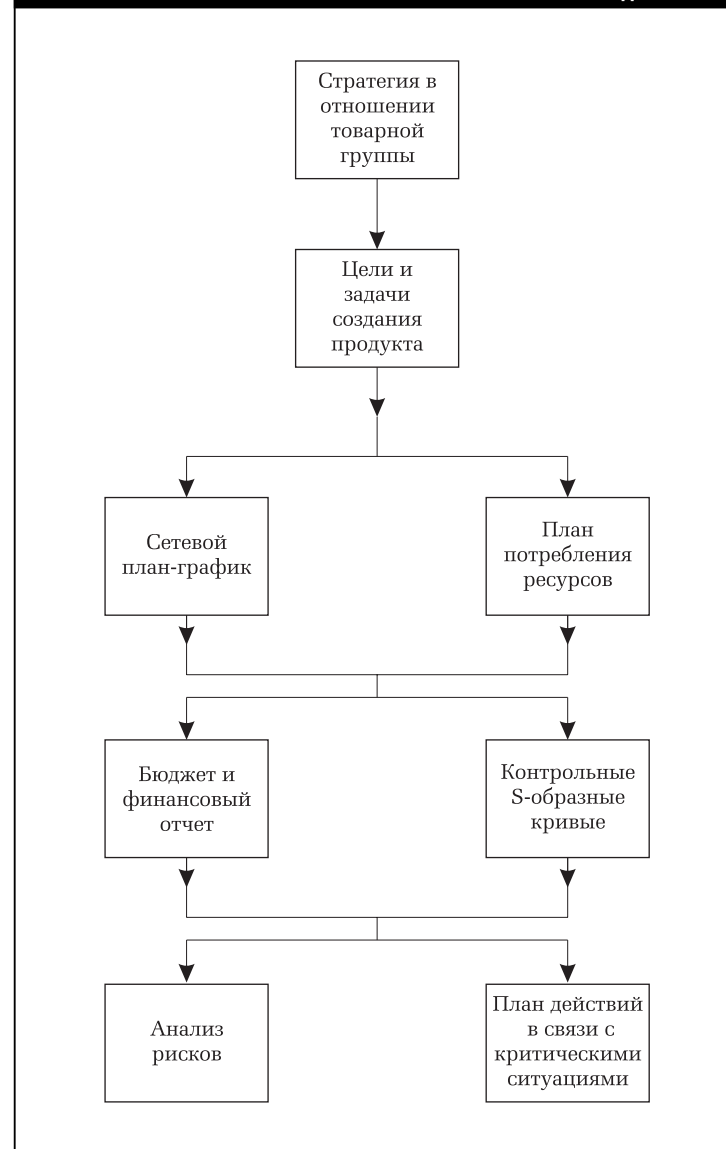 Стратегия в
отношении
товарной
группы
Цели и
задачи
создания
продукта
Сетевой
план-график
План
потребления
ресурсов
Бюджет и
финансовый
отчет
Контрольные
S-образные
кривые
Анализ
рисков
План действий
в связи с
критическими
ситуациями